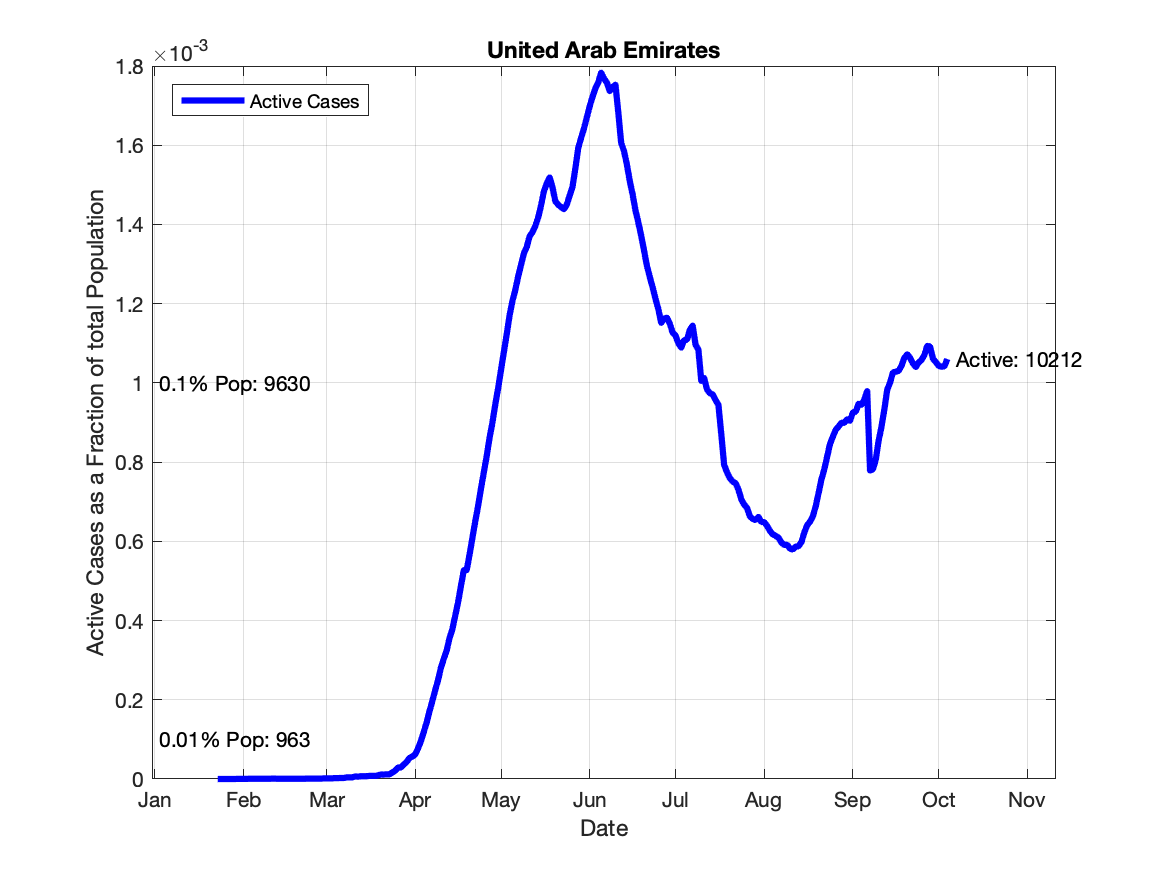 United Arab Emirates
×10-3
Active Cases
1.8
1.6
1.4
1.2
1
0.8
0.6
0.4
0.2
0
Active Cases as a Fraction of total Population
0.1% Pop: 9630
0.01% Pop: 963
Active: 10212
Jan Feb Mar Apr May Jun Jul Aug Sep Oct Nov
Date